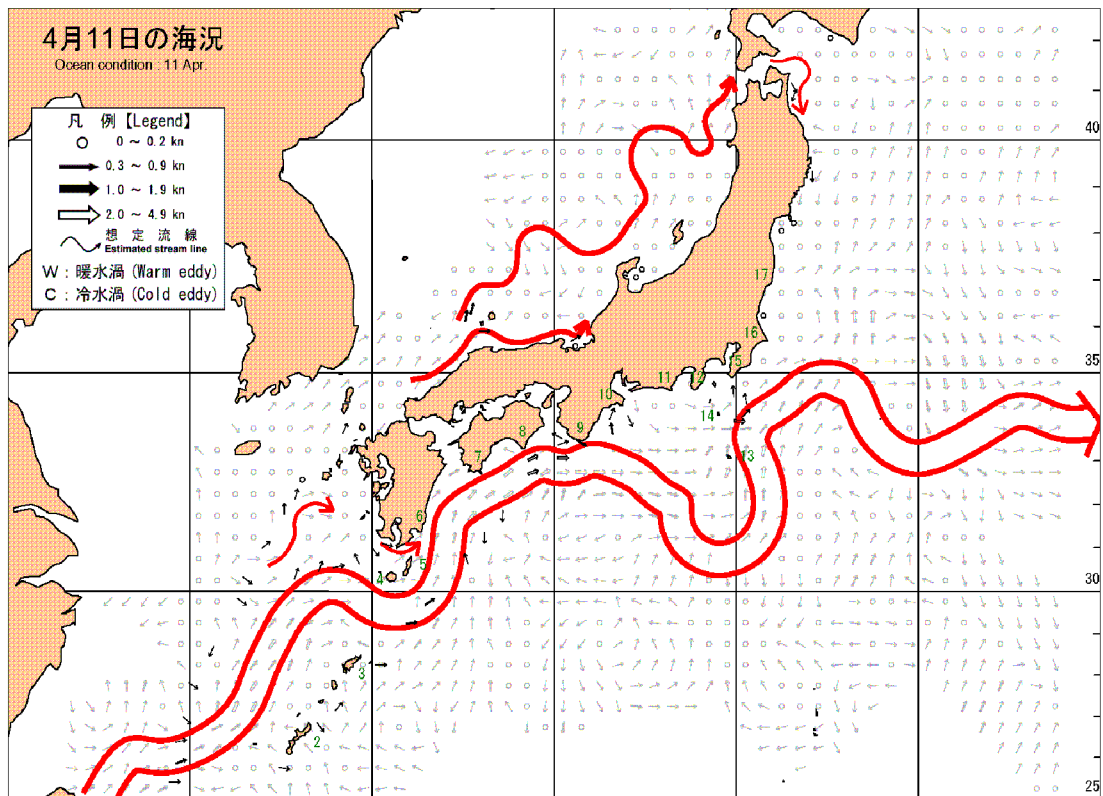 4月11日の海況
Ocean condition : 11 Apr.
凡 例【Legend】
0 ～ 0.2 kn
0.3 ～ 0.9 kn
1.0 ～ 1.9 kn
2.0 ～ 4.9 kn
想 定 流 線
Estimated stream line
W : 暖水渦 (Warm eddy)
C : 冷水渦 (Cold eddy)
40
17
16
15
35
11
12
10
14
9
8
7
13
6
5
4
30
3
2
25